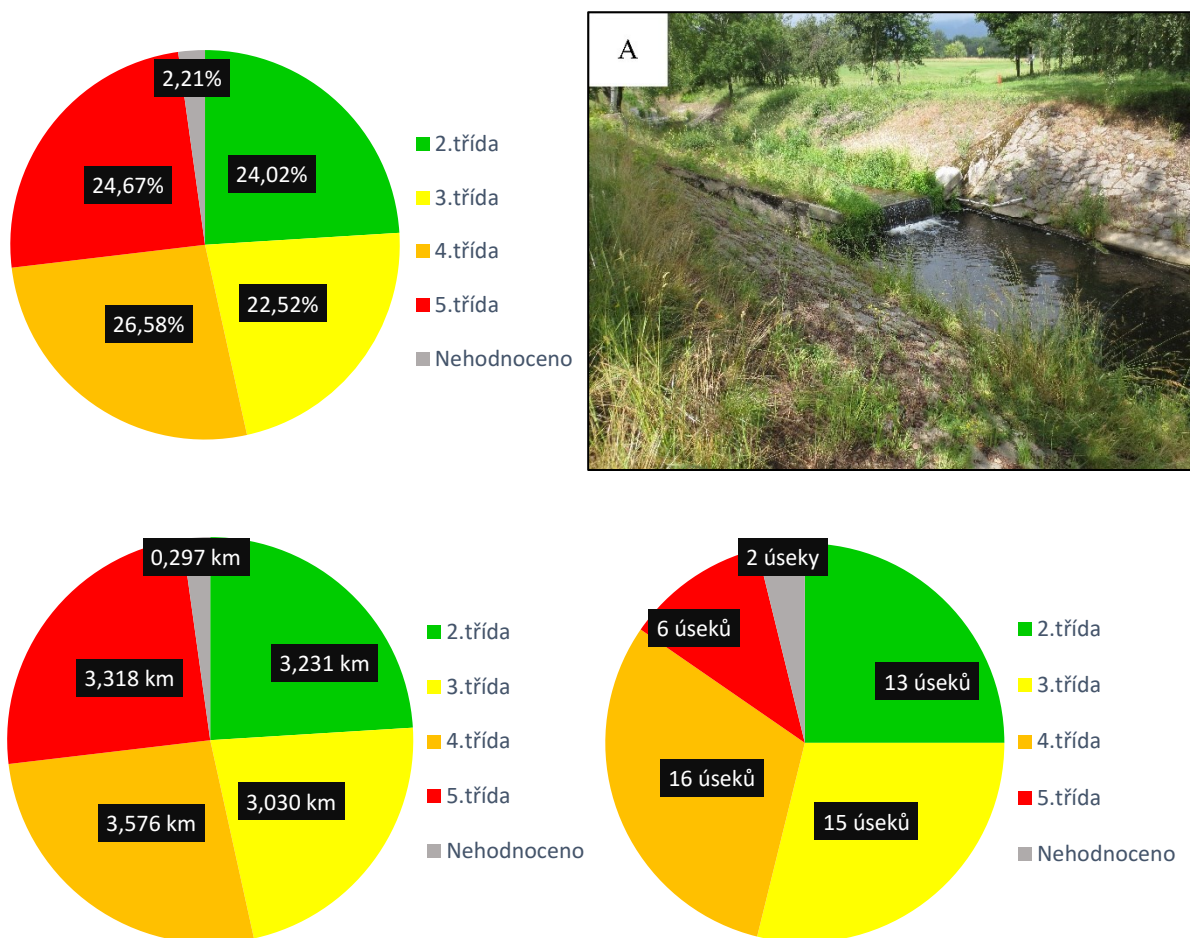 2,21%
24,02%
24,67%
22,52%
26,58%
2.třída
3.třída
4.třída
5.třída
Nehodnoceno
A
0,297 km
3,231 km
3,318 km
3,030 km
3,576 km
2.třída
3.třída
4.třída
5.třída
Nehodnoceno
2 úseky
6 úseků
13 úseků
16 úseků
15 úseků
2.třída
3.třída
4.třída
5.třída
Nehodnoceno